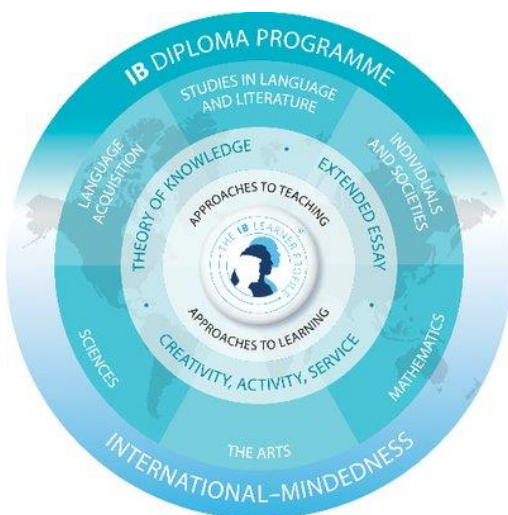 IB DIPLOMA PROGRAMME
STUDIES IN LANGUAGE
AND LITERATURE
LANGUAGE
ACQUISITION
INDIVIDUALS
AND SOCIETIES
THEORY OF KNOWLEDGE
EXTENDED ESSAY
APPROACHES TO TEACHING
THE IB LEARNER PROFILE
APPROACHES TO LEARNING
CREATIVITY, ACTIVITY, SERVICE
SCIENCES
MATHEMATICS
THE ARTS
INTERNATIONAL–MINDEDNESS